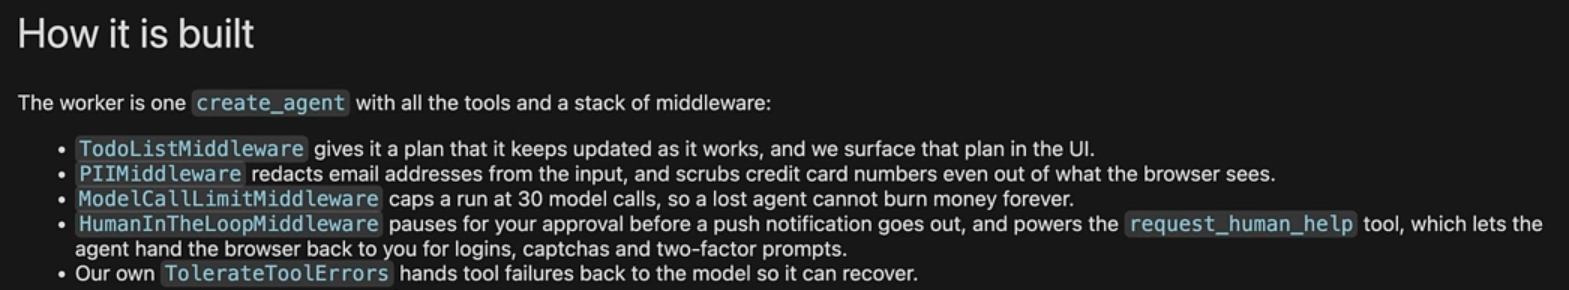 How it is built
The worker is one create_agent with all the tools and a stack of middleware:
• TodoListMiddleware gives it a plan that it keeps updated as it works, and we surface that plan in the UI.
• PIIMiddleware redacts email addresses from the input, and scrubs credit card numbers even out of what the browser sees.
• ModelCallLimitMiddleware caps a run at 30 model calls, so a lost agent cannot burn money forever.
• HumanInTheLoopMiddleware pauses for your approval before a push notification goes out, and powers the request_human_help tool, which lets the
agent hand the browser back to you for logins, captchas and two-factor prompts.
• Our own TolerateToolErrors hands tool failures back to the model so it can recover.